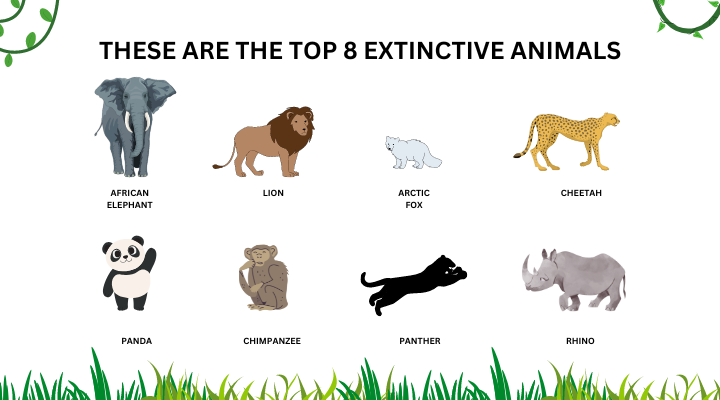 THESE ARE THE TOP 8 EXTINCTIVE ANIMALS
AFRICAN
ELEPHANT
LION
ARCTIC
FOX
CHEETAH
PANDA
CHIMPANZEE
PANTHER
RHINO